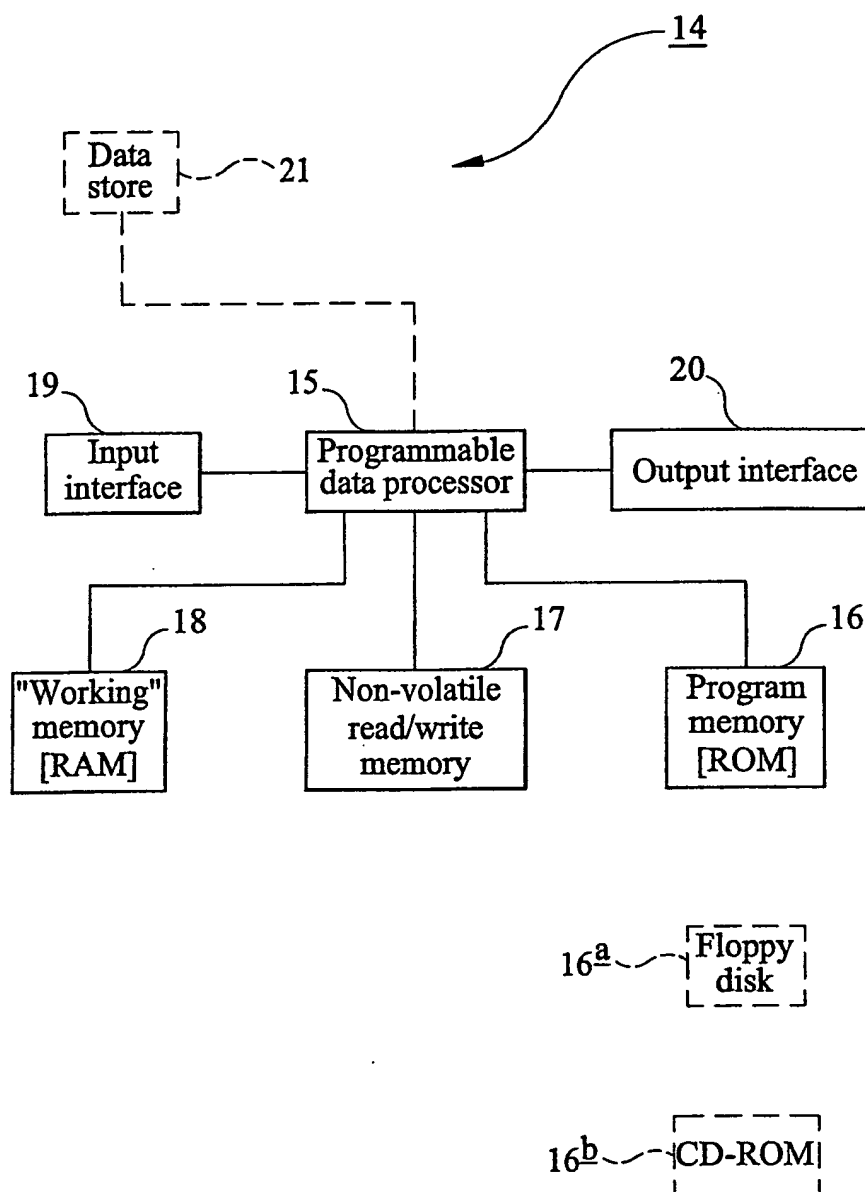 14
Data
store
21
19
15
20
Input
interface
Programmable
data processor
Output interface
18
17
16
"Working"
memory
[RAM]
Non-volatile
read/write
memory
Program
memory
[ROM]
16a
Floppy
disk
16b
CD-ROM